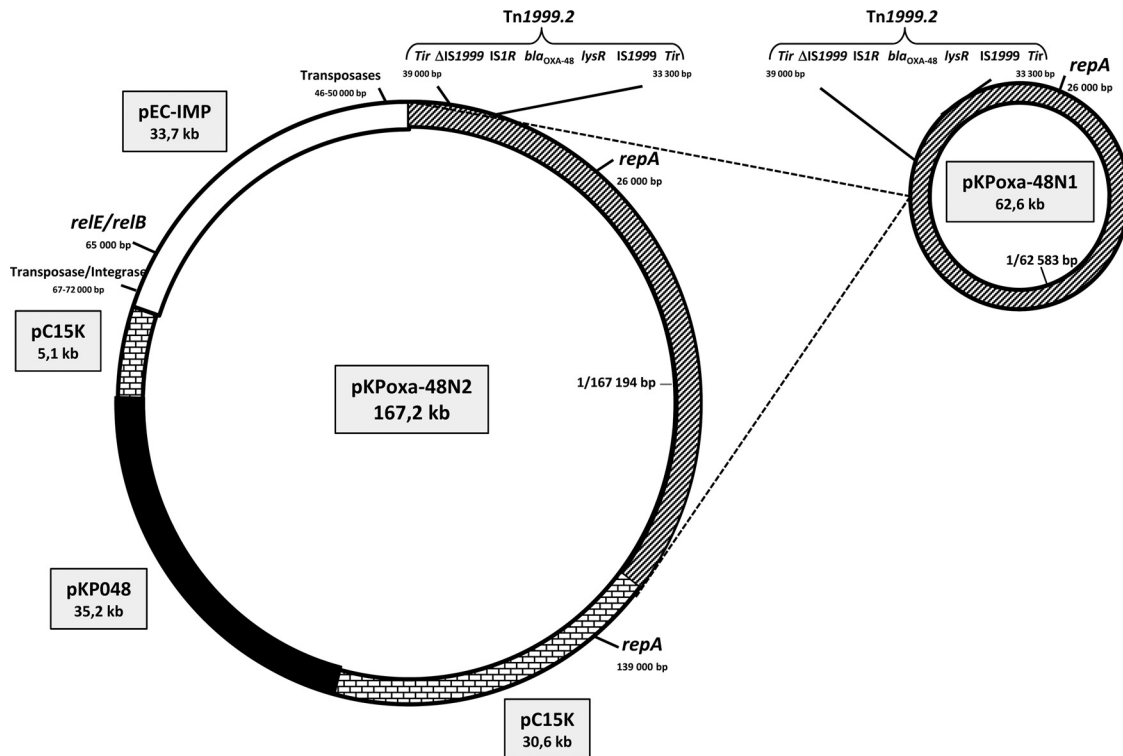 Tn1999.2
Tir ΔIS1999 IS1R blaOXA-48 lysR IS1999 Tir
39 000 bp
33 300 bp
Tn1999.2
Tir ΔIS1999 IS1R blaOXA-48 lysR IS1999 Tir
39 000 bp
33 300 bp
Transposases
46-50 000 bp
pEC-IMP
33,7 kb
repA
26 000 bp
repA
26 000 bp
pKPoxa-48N1
62,6 kb
1/62 583 bp
relE/relB
65 000 bp
Transposase/Integrase
67-72 000 bp
pC15K
5,1 kb
pKPoxa-48N2
167,2 kb
1/167 194 bp
pKP048
35,2 kb
repA
139 000 bp
pC15K
30,6 kb